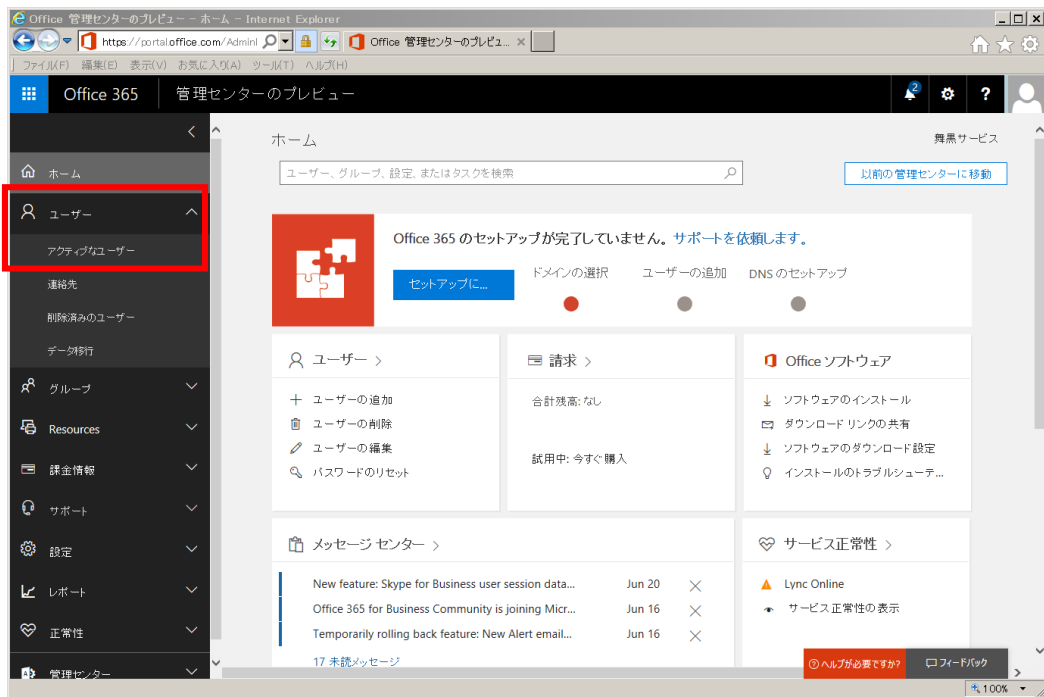 Office 管理センターのプレビュー - ホーム - Internet Explorer
https://portal.office.com/Adminl
Office 管理センターのプレビュ... ×
ファイル(F) 編集(E) 表示(V) お気に入り(A) ツール(T) ヘルプ(H)
Office 365 管理センターのプレビュー
2
?
ホーム
ユーザー
アクティブなユーザー
連絡先
削除済みのユーザー
データ移行
グループ
Resources
課金情報
サポート
設定
レポート
正常性
管理センター
ホーム
舞黒サービス
ユーザー、グループ、設定、またはタスクを検索
以前の管理センターに移動
Office 365 のセットアップが完了していません。サポートを依頼します。
セットアップに...
ドメインの選択
ユーザーの追加
DNS のセットアップ
ユーザー >
ユーザーの追加
ユーザーの削除
ユーザーの編集
パスワードのリセット
請求 >
合計残高: なし
試用中: 今すぐ購入
Office ソフトウェア
ソフトウェアのインストール
ダウンロード リンクの共有
ソフトウェアのダウンロード設定
インストールのトラブルシューテ...
メッセージ センター >
New feature: Skype for Business user session data... Jun 20
Office 365 for Business Community is joining Micr... Jun 16
Temporarily rolling back feature: New Alert email... Jun 16
17 未読メッセージ
サービス正常性 >
Lync Online
サービス正常性の表示
ヘルプが必要ですか?
フィードバック
100%